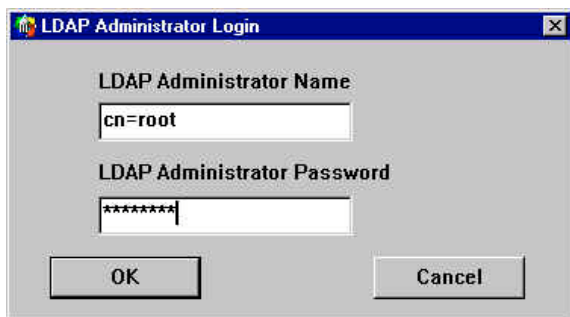 LDAP Administrator Login
LDAP Administrator Name
cn=root
LDAP Administrator Password
********
OK
Cancel